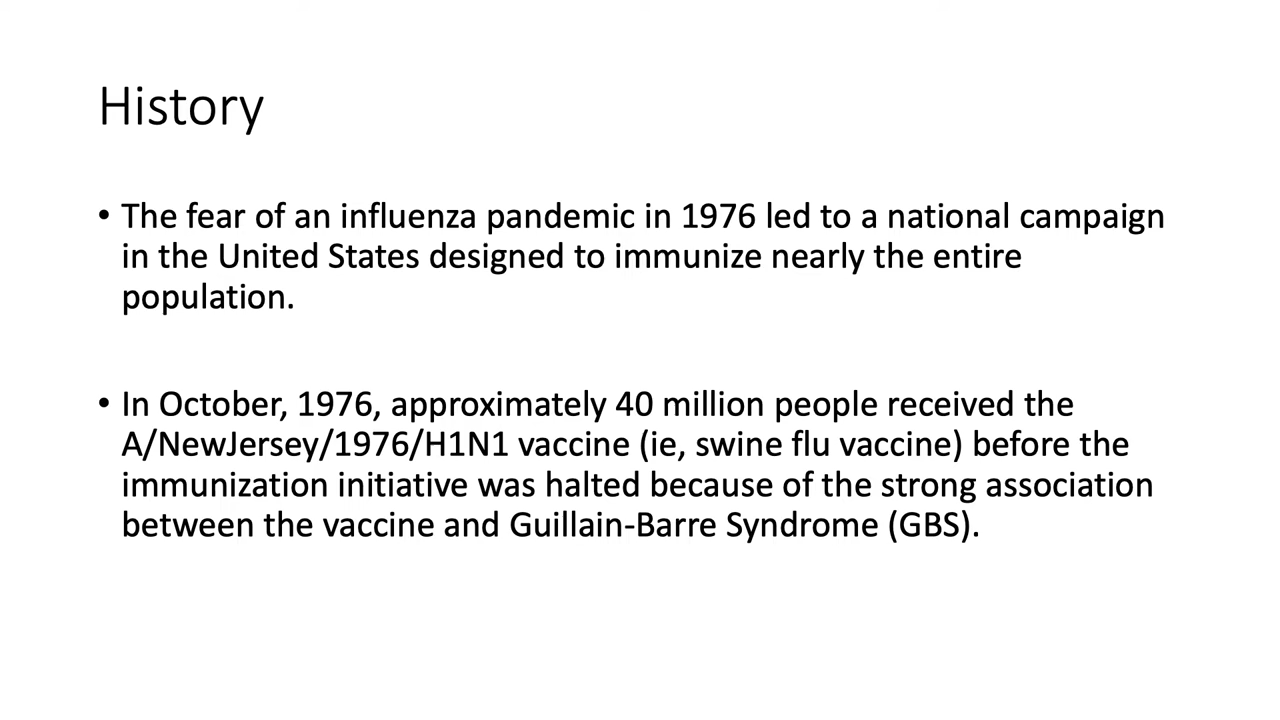 History
• The fear of an influenza pandemic in 1976 led to a national campaign
in the United States designed to immunize nearly the entire
population.
• In October, 1976, approximately 40 million people received the
A/NewJersey/1976/H1N1 vaccine (ie, swine flu vaccine) before the
immunization initiative was halted because of the strong association
between the vaccine and Guillain-Barre Syndrome (GBS).